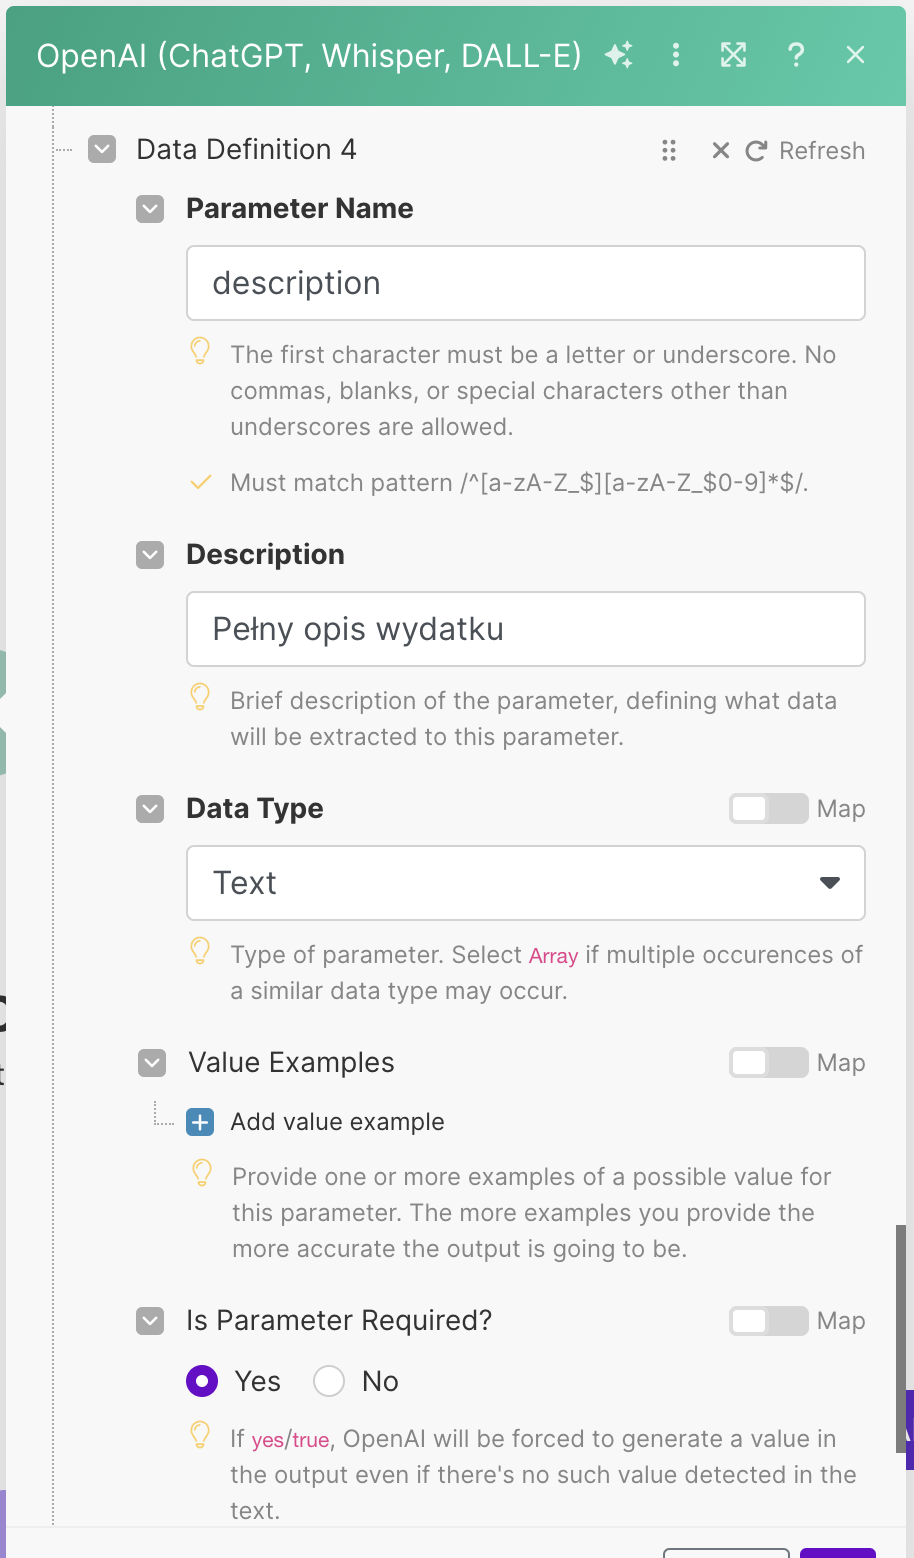 OpenAI (ChatGPT, Whisper, DALL-E)
Data Definition 4
Refresh
Parameter Name
description
The first character must be a letter or underscore. No
commas, blanks, or special characters other than
underscores are allowed.
Must match pattern /^[a-zA-Z_$][a-zA-Z_$0-9]*$/.
Description
Pełny opis wydatku
Brief description of the parameter, defining what data
will be extracted to this parameter.
Data Type
Map
Text
Type of parameter. Select Array if multiple occurences of
a similar data type may occur.
Value Examples
Map
Add value example
Provide one or more examples of a possible value for
this parameter. The more examples you provide the
more accurate the output is going to be.
Is Parameter Required?
Map
Yes
No
If yes/true, OpenAI will be forced to generate a value in
the output even if there's no such value detected in the
text.